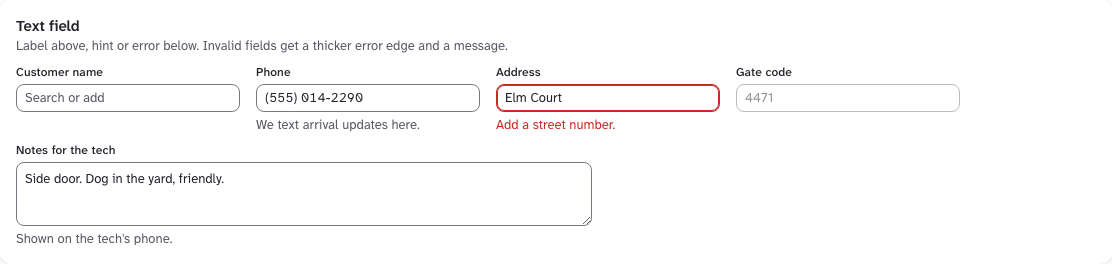 Text field
Label above, hint or error below. Invalid fields get a thicker error edge and a message.
Customer name
Search or add
Phone
(555) 014-2290
We text arrival updates here.
Address
Elm Court
Add a street number.
Gate code
4471
Notes for the tech
Side door. Dog in the yard, friendly.
Shown on the tech's phone.